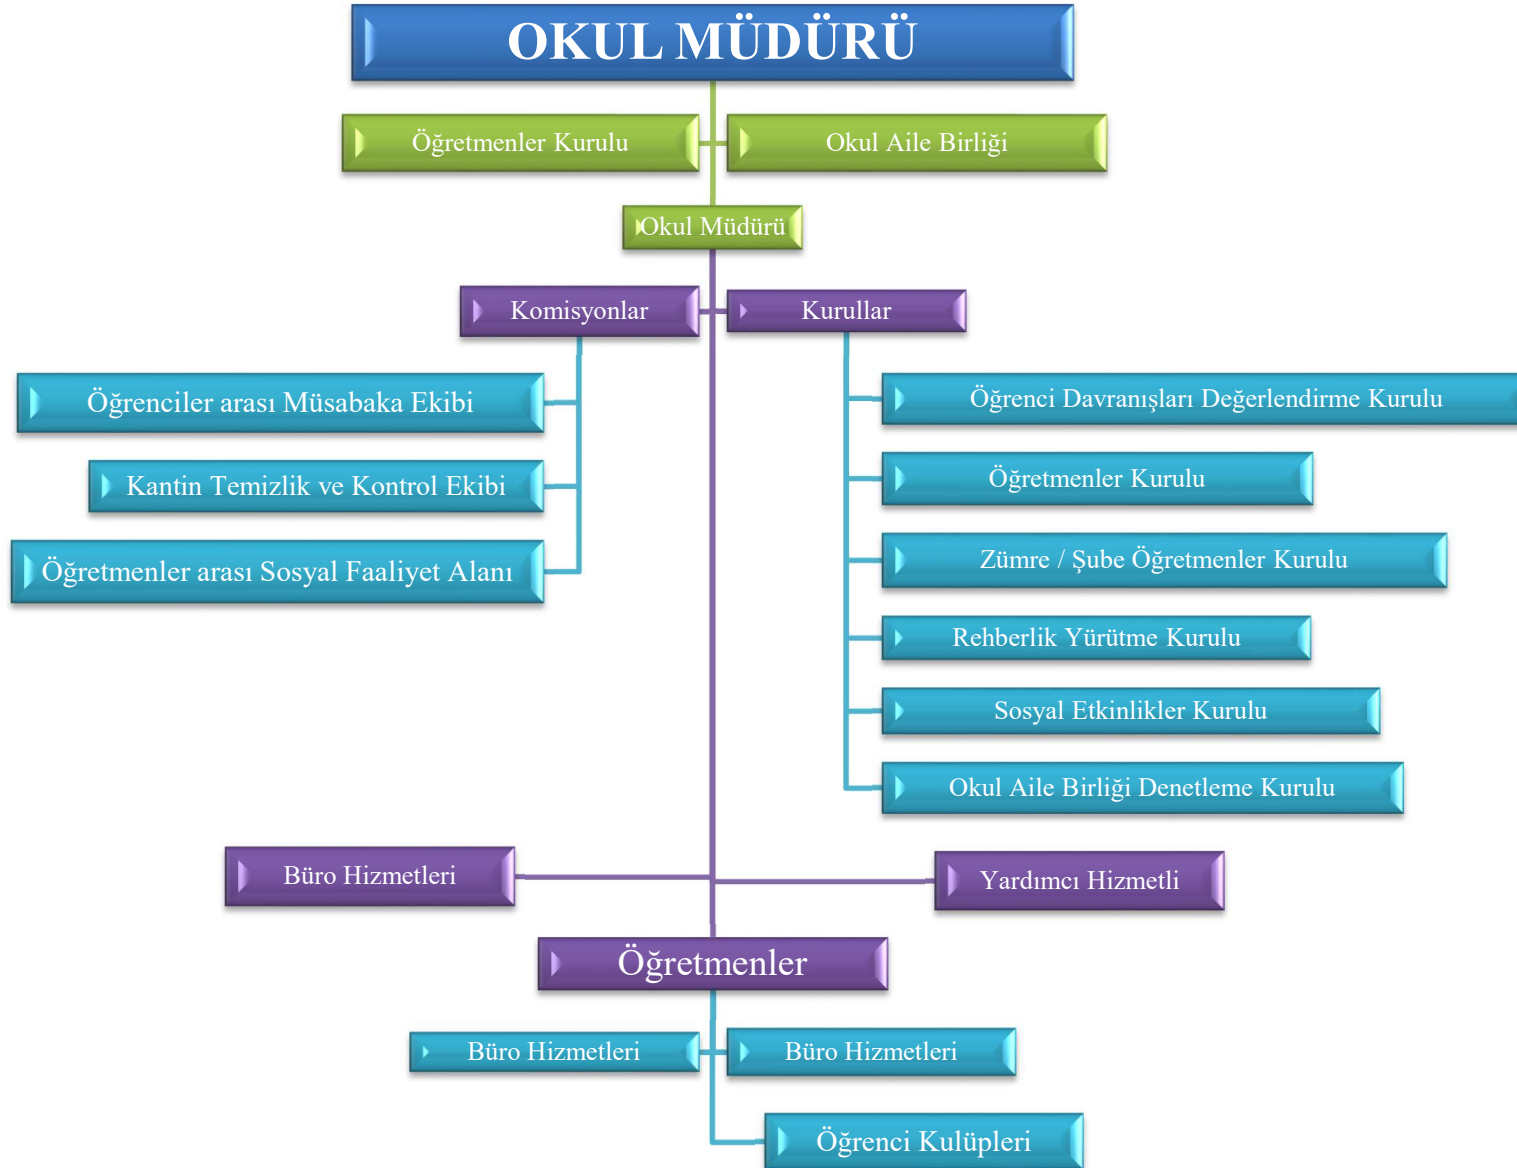 OKUL MÜDÜRÜ
Öğretmenler Kurulu
Okul Aile Birliği
Okul Müdürü
Komisyonlar
Kurullar
Öğrenciler arası Müsabaka Ekibi
Kantin Temizlik ve Kontrol Ekibi
Öğretmenler arası Sosyal Faaliyet Alanı
Öğrenci Davranışları Değerlendirme Kurulu
Öğretmenler Kurulu
Zümre / Şube Öğretmenler Kurulu
Rehberlik Yürütme Kurulu
Sosyal Etkinlikler Kurulu
Okul Aile Birliği Denetleme Kurulu
Büro Hizmetleri
Yardımcı Hizmetli
Öğretmenler
Büro Hizmetleri
Büro Hizmetleri
Öğrenci Kulüpleri